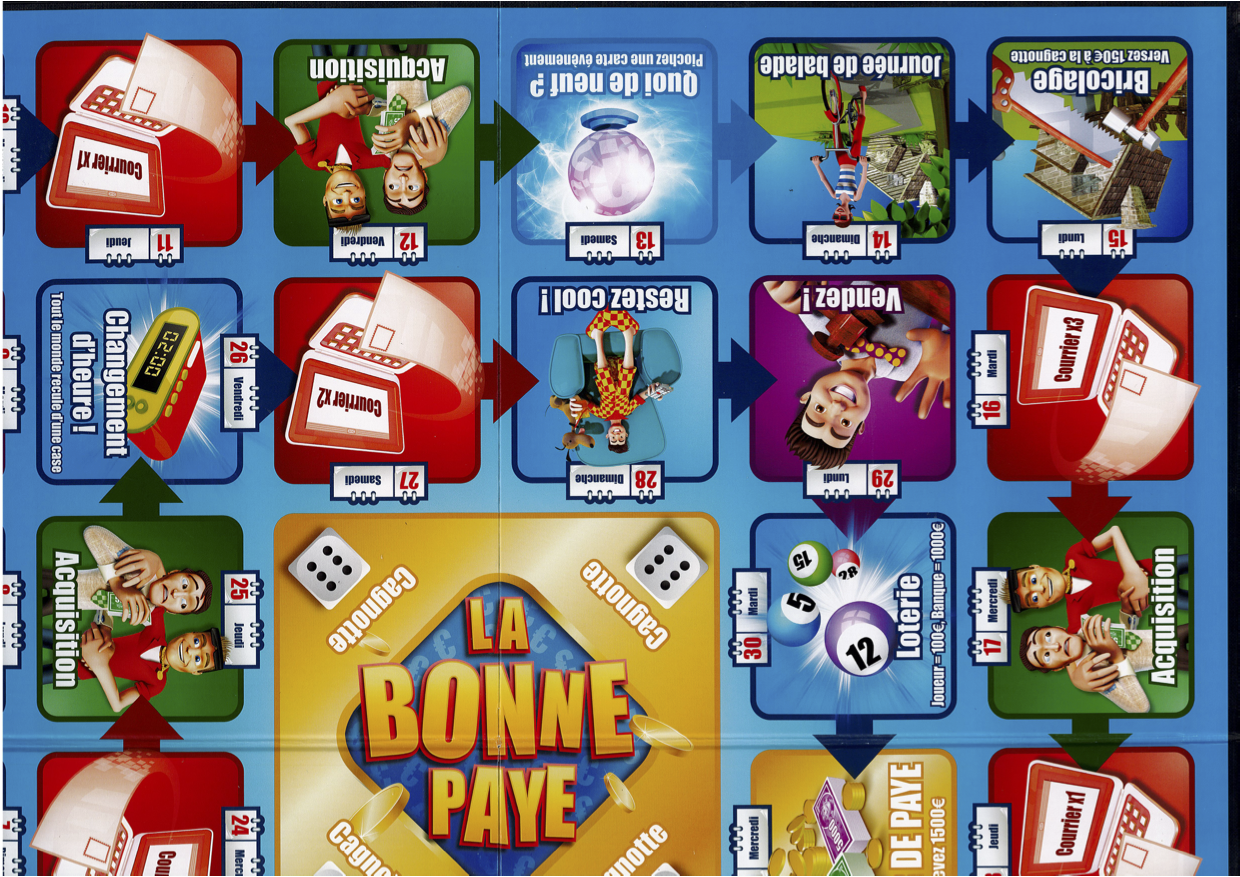 Acquisition
Quoi de neuf ?
Piochez une carte évènement
Journée de balade
Bricolage
Versez 150€ à la cagnotte
Courrier x1
11 Jeudi
12 Vendredi
13 Samedi
14 Dimanche
15 Lundi
Changement
d'heure !
Tout le monde recule d'une case
00:20
26 Vendredi
Courrier x2
27 Samedi
Restez cool !
28 Dimanche
Vendez !
29 Lundi
Courrier x3
16 Mardi
Acquisition
25 Jeudi
Cagnotte
Cagnotte
LA
BONNE
PAYE
Cagnotte
15
28
5
12
Loterie
Joueur = 100€, Banque = 1000€
30 Mardi
Acquisition
17 Mercredi
24
DE PAYE
1500€
Mercredi
Courrier x1
Jeudi